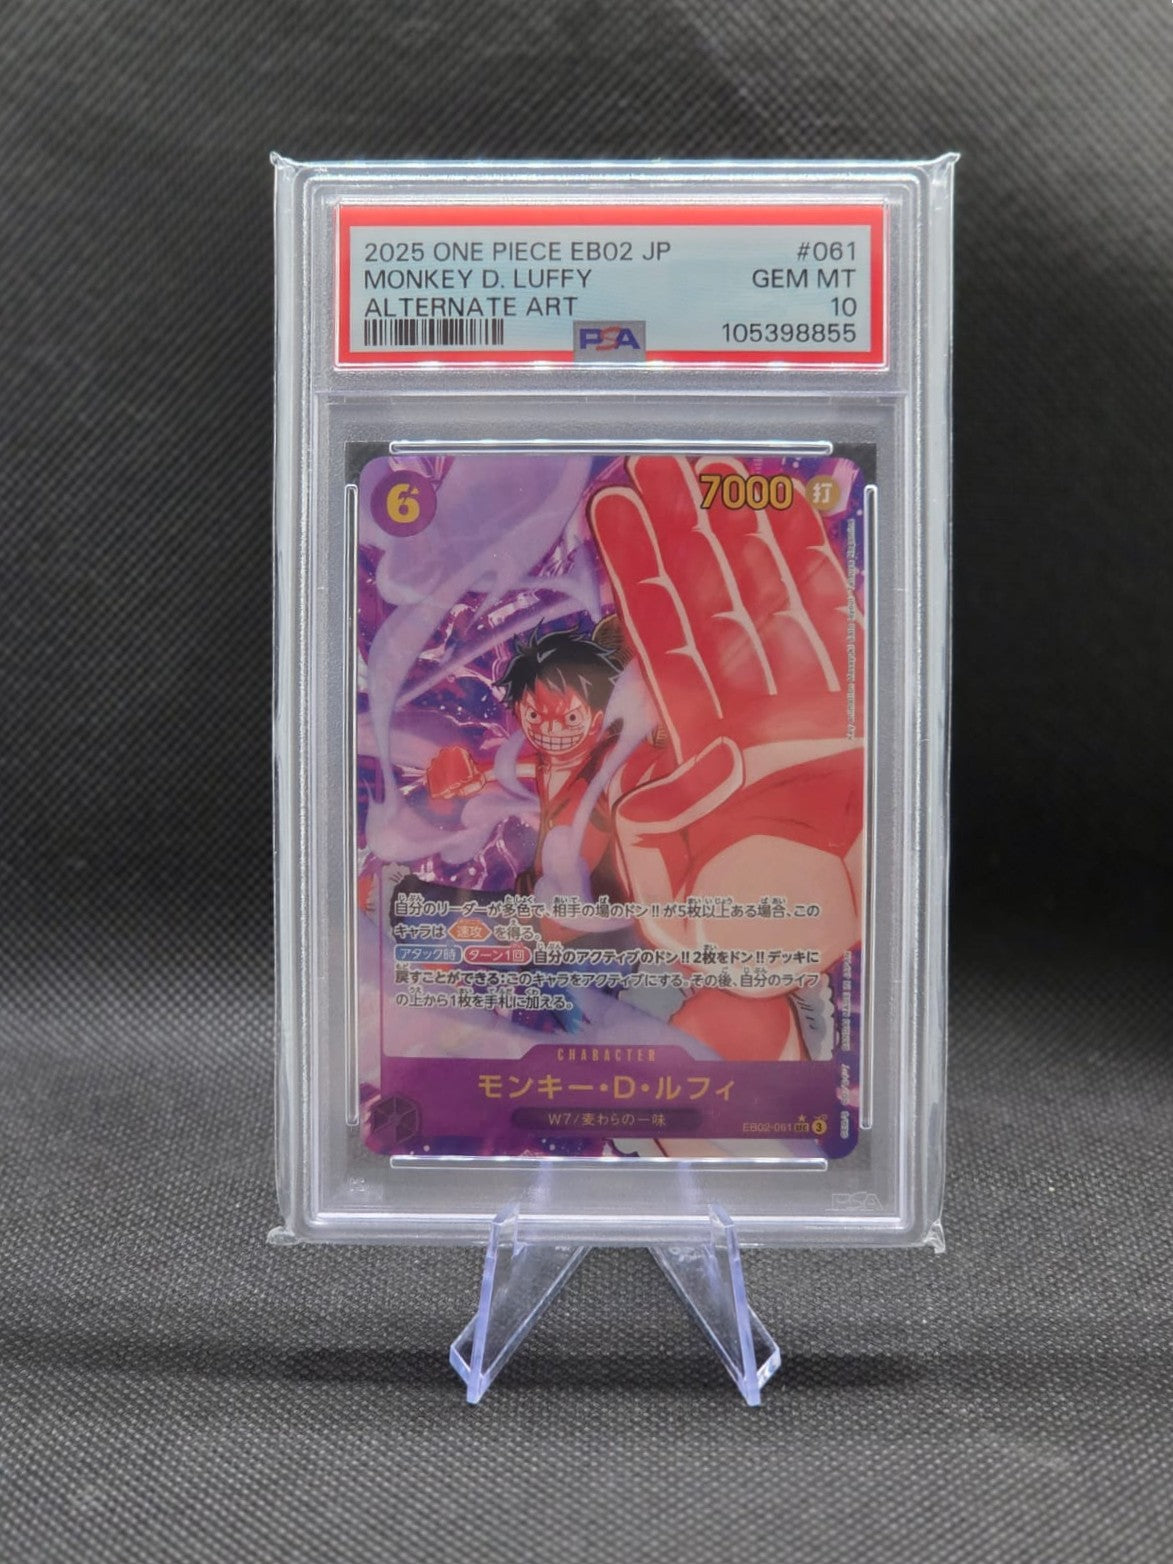 2025 ONE PIECE EB02 JP #061
MONKEY D. LUFFY GEM MT
ALTERNATE ART 10
PSA 105398855
6 7000 打
自分のリーダーが多色で、相手の場のドン!!が5枚以上ある場合、この
キャラは 速攻 を得る。
アタック時 ターン1回 自分のアクティブのドン!!2枚をドン!!デッキに
戻すことができる:このキャラをアクティブにする。その後、自分のライフ
の上から1枚を手札に加える。
CHARACTER
モンキー・D・ルフィ
W7/麦わらの一味
EB02-061 SEC 3
PSA